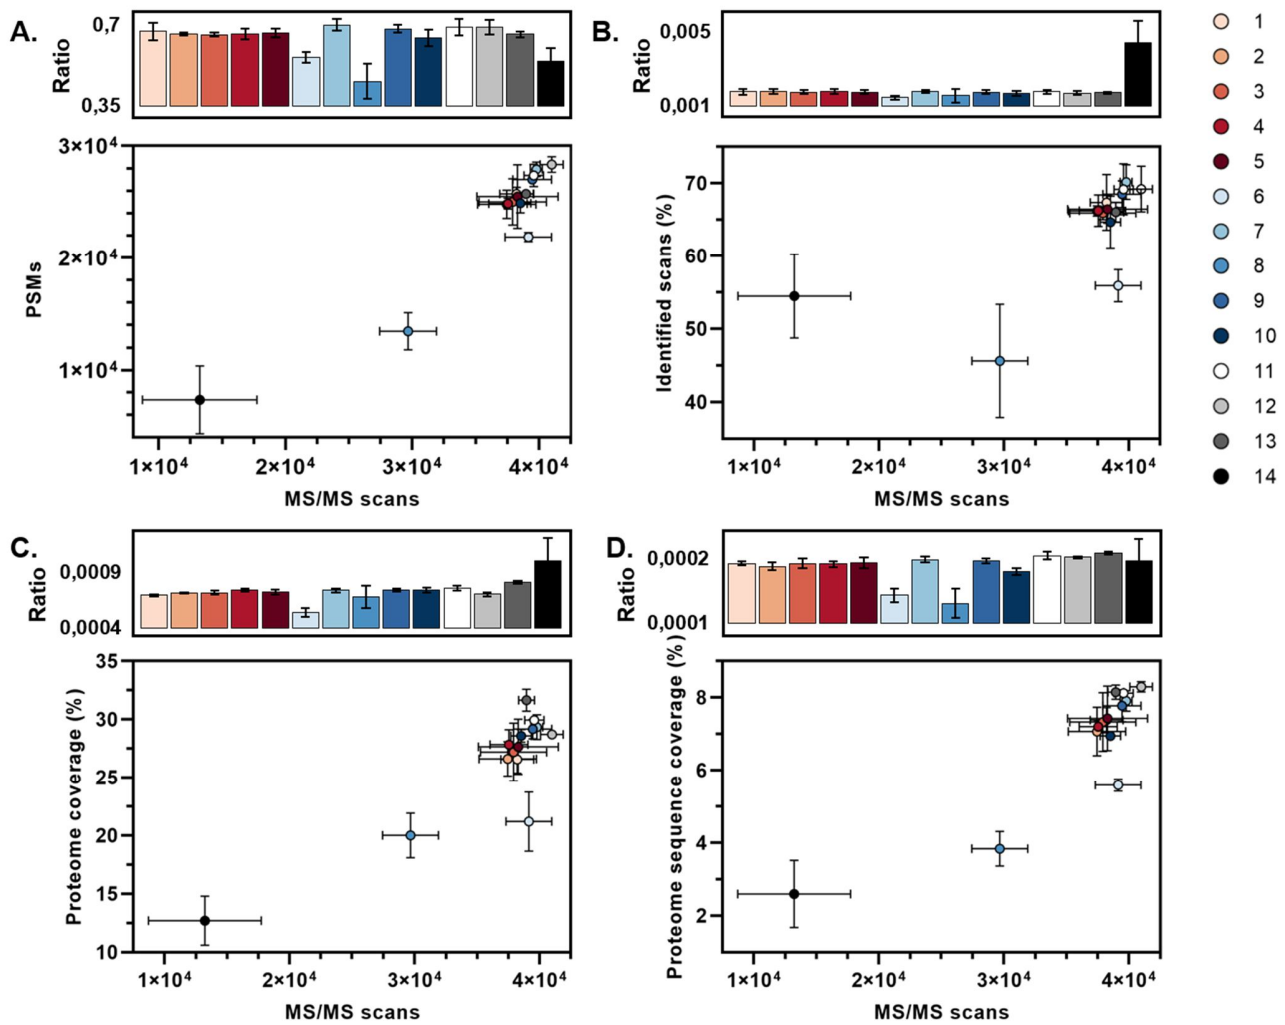 A.
Ratio
0,7
0,35
PSMs
3×10⁴
2×10⁴
1×10⁴
1×10⁴ 2×10⁴ 3×10⁴ 4×10⁴
MS/MS scans
B.
Ratio
0,005
0,001
Identified scans (%)
70
60
50
40
1×10⁴ 2×10⁴ 3×10⁴ 4×10⁴
MS/MS scans
1
2
3
4
5
6
7
8
9
10
11
12
13
14
C.
Ratio
0,0009
0,0004
Proteome coverage (%)
35
30
25
20
15
10
1×10⁴ 2×10⁴ 3×10⁴ 4×10⁴
MS/MS scans
D.
Ratio
0,0002
0,0001
Proteome sequence coverage (%)
8
6
4
2
1×10⁴ 2×10⁴ 3×10⁴ 4×10⁴
MS/MS scans